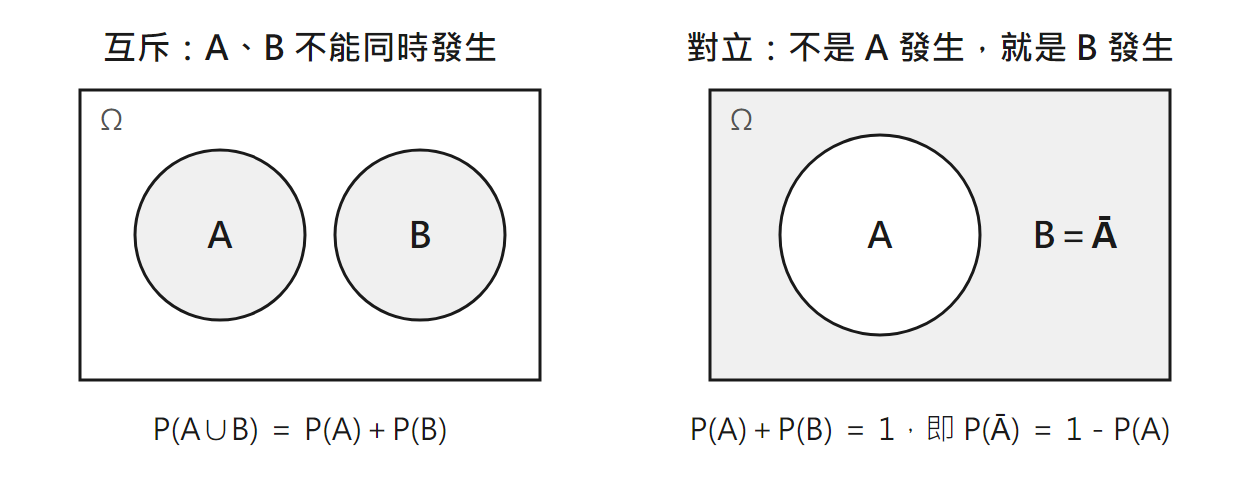 互斥：A、B 不能同時發生
Ω
A
B
P(A∪B) = P(A)+P(B)
對立：不是 A 發生，就是 B 發生
Ω
A
B = Ā
P(A)+P(B) = 1，即 P(Ā) = 1 - P(A)